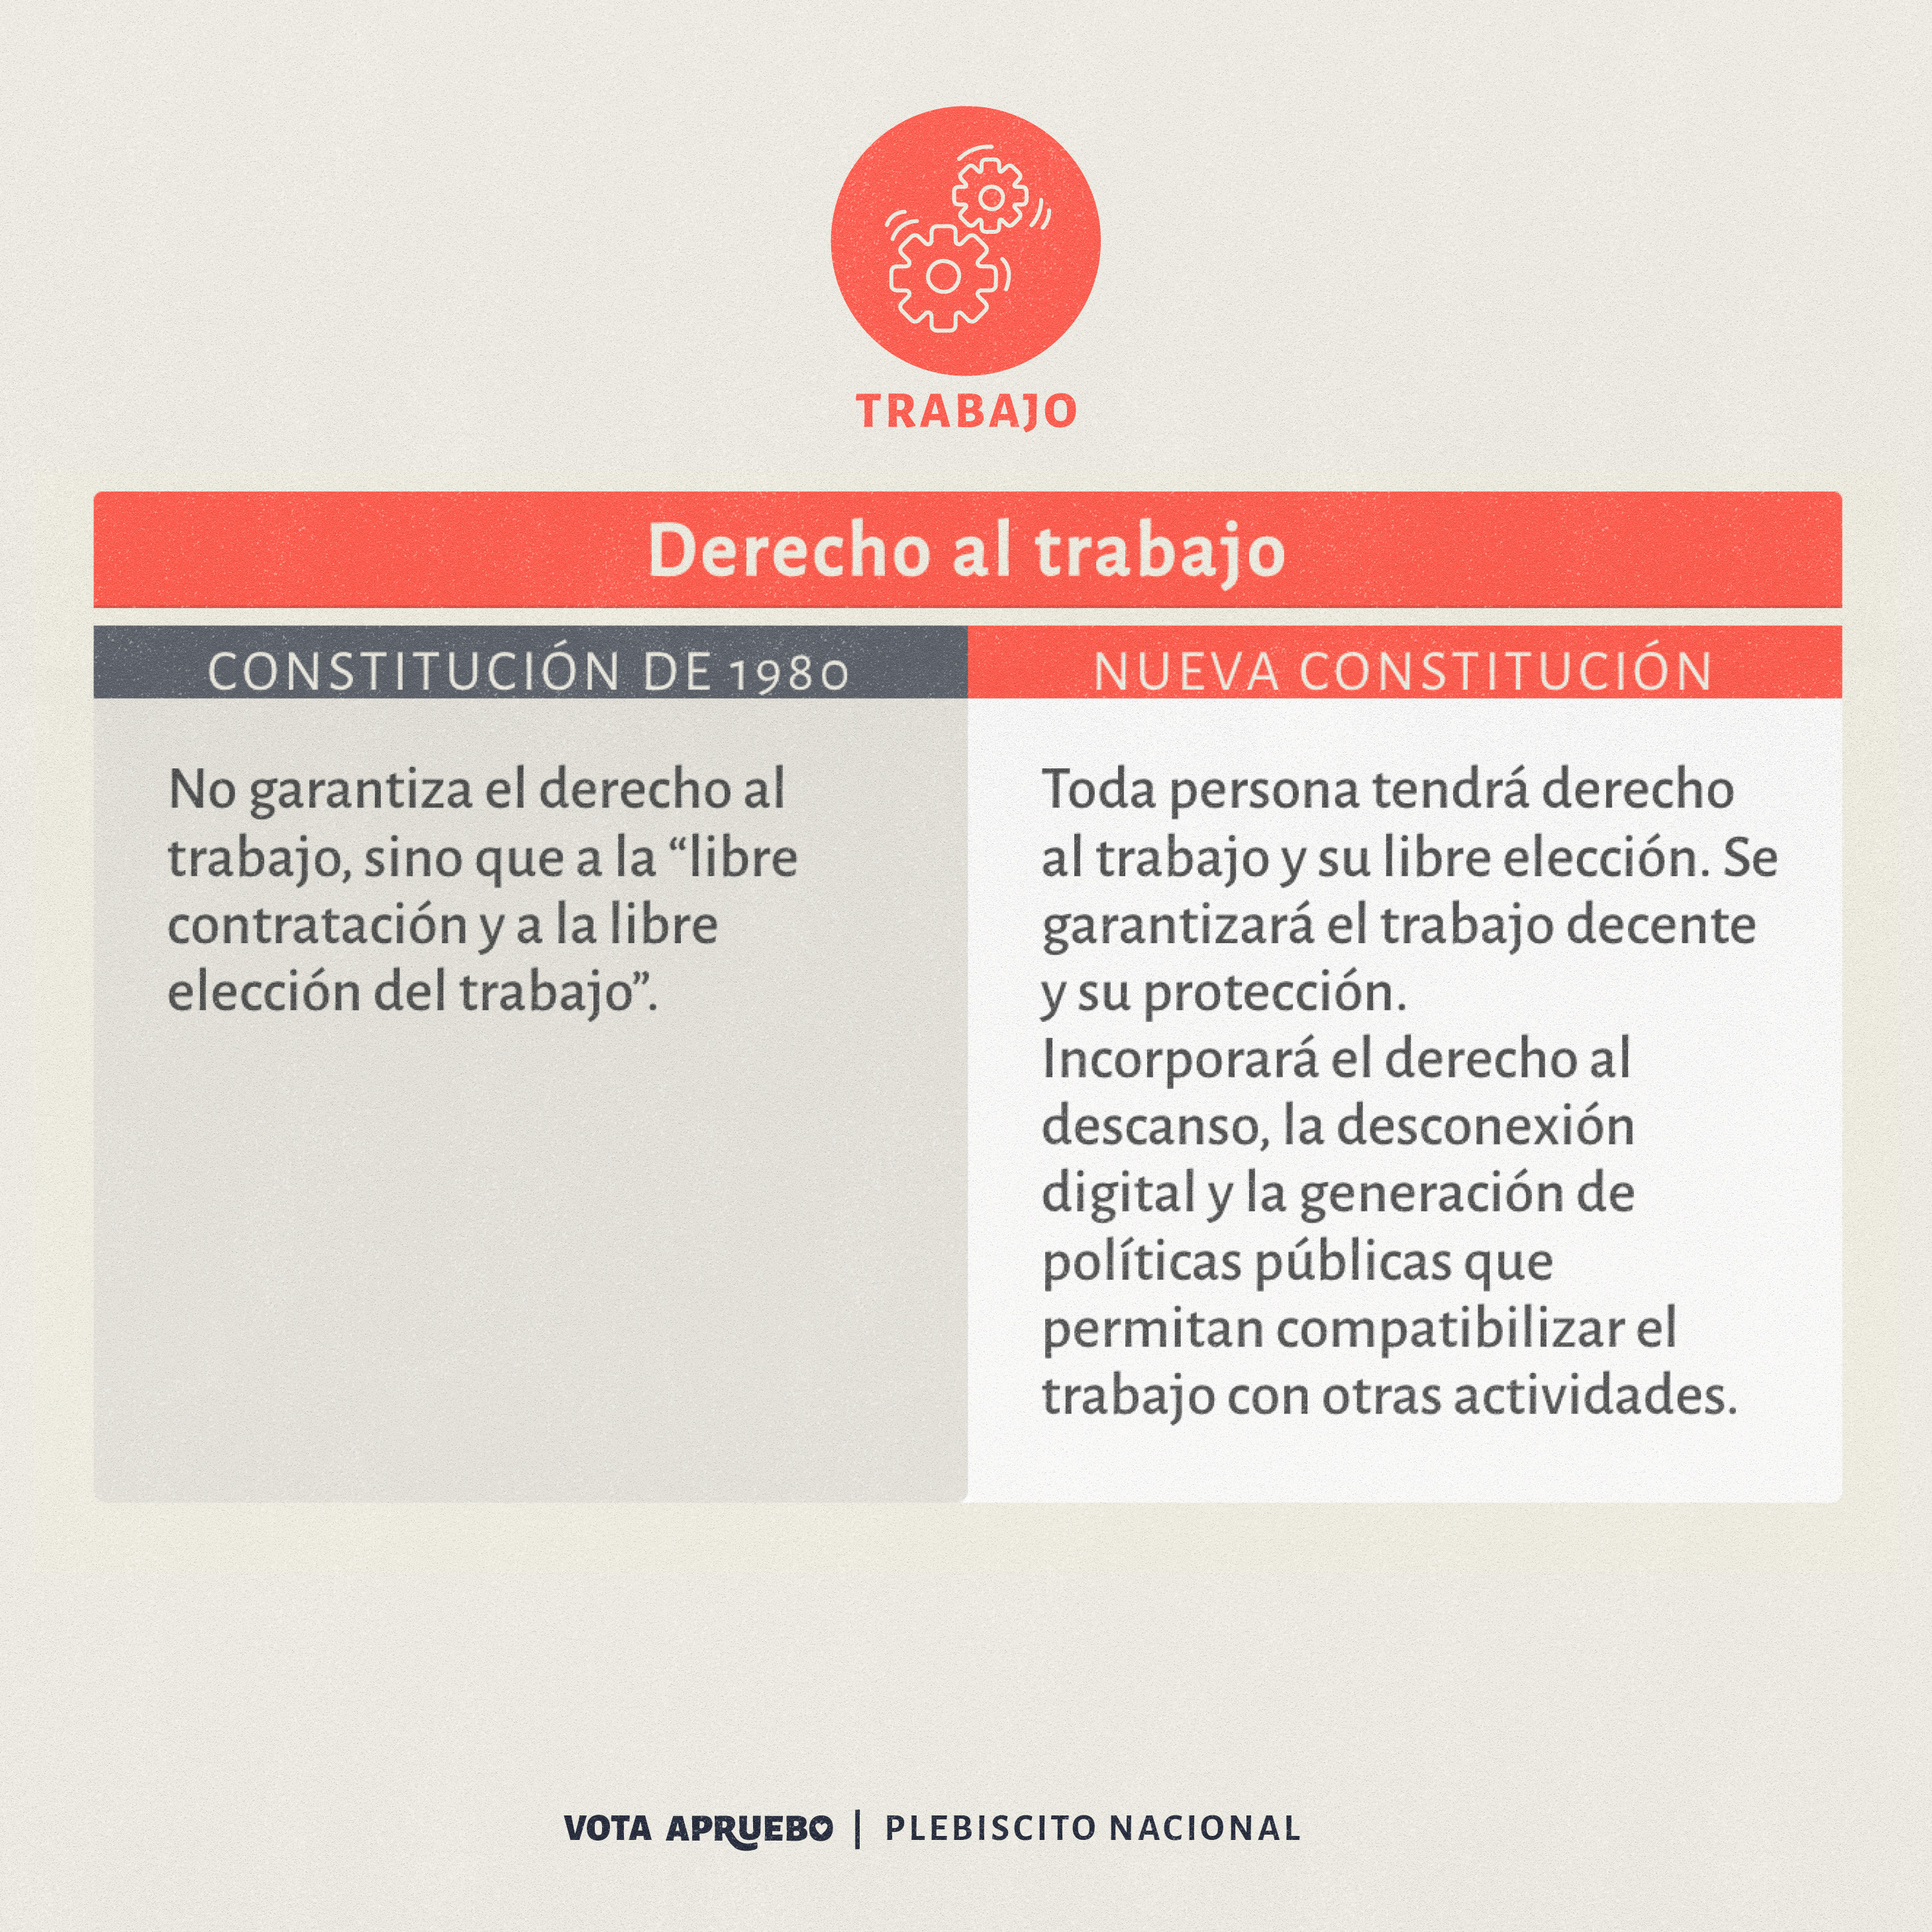 TRABAJO
Derecho al trabajo
CONSTITUCIÓN DE 1980
No garantiza el derecho al
trabajo, sino que a la “libre
contratación y a la libre
elección del trabajo”.
NUEVA CONSTITUCIÓN
Toda persona tendrá derecho
al trabajo y su libre elección. Se
garantizará el trabajo decente
y su protección.
Incorporará el derecho al
descanso, la desconexión
digital y la generación de
políticas públicas que
permitan compatibilizar el
trabajo con otras actividades.
VOTA APRUEBO | PLEBISCITO NACIONAL